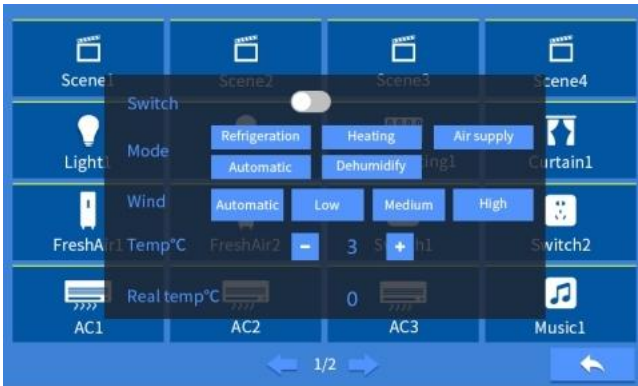 Scene1 Scene2 Scene3 Scene4
Switch
Refrigeration Heating Air supply
Mode
Automatic Dehumidify
Light1 Curtain1
Wind Automatic Low Medium High
FreshAir1 FreshAir2 Switch2
Temp°C - 3 +
Real temp°C 0
AC1 AC2 AC3 Music1
1/2